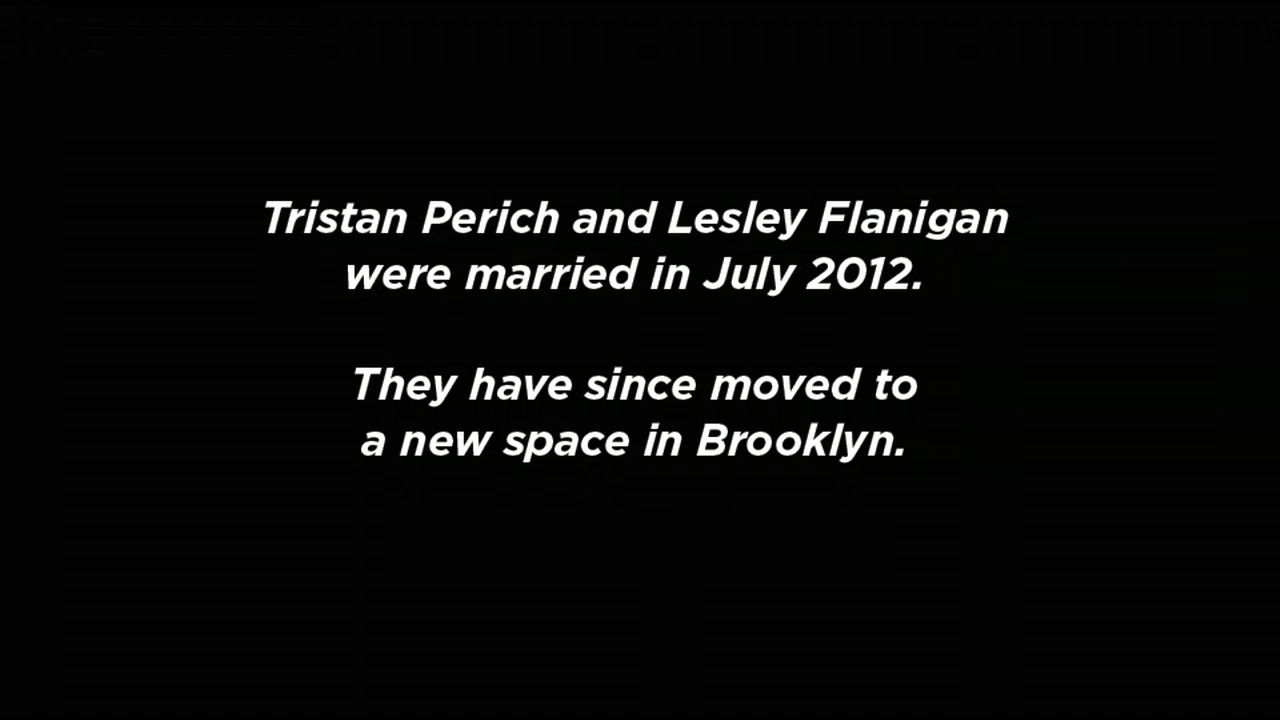 Tristan Perich and Lesley Flanigan
were married in July 2012.
They have since moved to
a new space in Brooklyn.